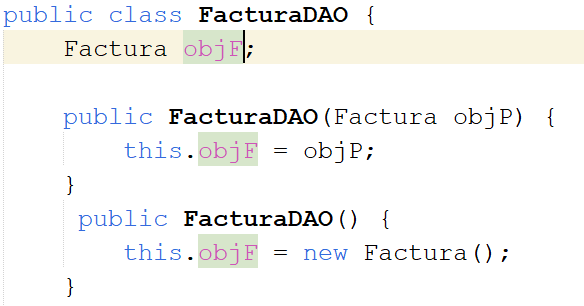 public class FacturaDAO {
    Factura objF;

    public FacturaDAO(Factura objP) {
        this.objF = objP;
    }
     public FacturaDAO() {
        this.objF = new Factura();
    }